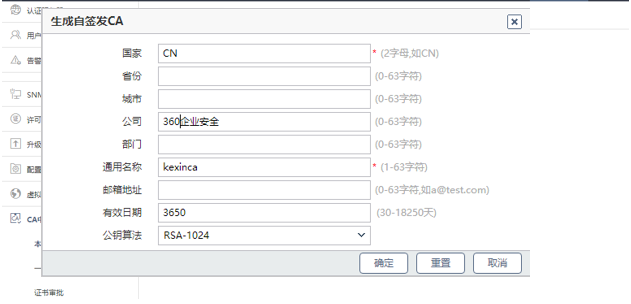 生成自签发CA
认证
用户
告警
SNM
许可
升级
配置
虚拟
CA中
本
一
证书审批
国家 CN * (2字母,如CN)
省份 (0-63字符)
城市 (0-63字符)
公司 360企业安全 (0-63字符)
部门 (0-63字符)
通用名称 kexinca * (1-63字符)
邮箱地址 (0-63字符,如a@test.com)
有效日期 3650 (30-18250天)
公钥算法 RSA-1024
确定 重置 取消